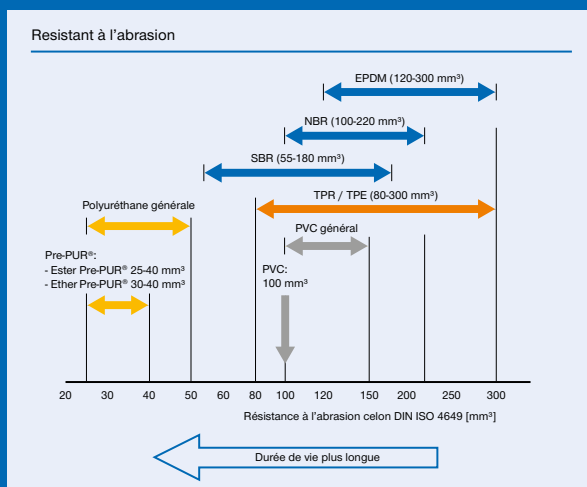 Resistant à l'abrasion
EPDM (120-300 mm³)
NBR (100-220 mm³)
SBR (55-180 mm³)
TPR / TPE (80-300 mm³)
Polyuréthane générale
PVC général
Pre-PUR®:
- Ester Pre-PUR® 25-40 mm³
- Ether Pre-PUR® 30-40 mm³
PVC:
100 mm³
20 30 40 50 60 80 100 120 150 200 250 300
Résistance à l'abrasion celon DIN ISO 4649 [mm³]
Durée de vie plus longue